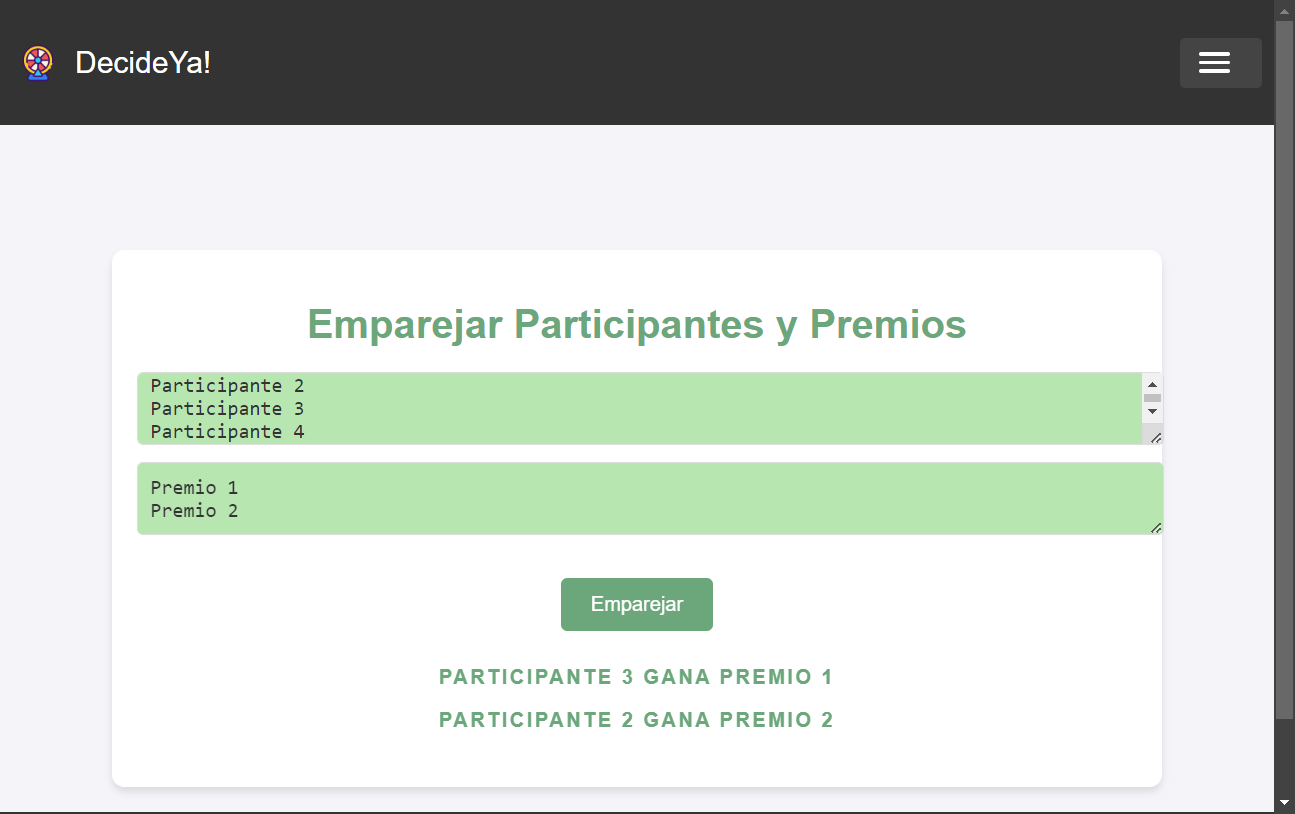 DecideYa!
Emparejar Participantes y Premios
Participante 2
Participante 3
Participante 4
Premio 1
Premio 2
Emparejar
PARTICIPANTE 3 GANA PREMIO 1
PARTICIPANTE 2 GANA PREMIO 2